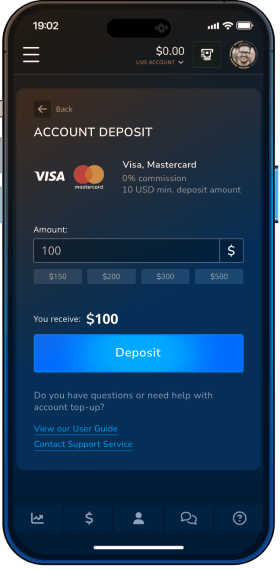 19:02
$0.00
LIVE ACCOUNT
Back
ACCOUNT DEPOSIT
VISA
mastercard
Visa, Mastercard
0% commission
10 USD min. deposit amount
Amount:
100 $
$150 $200 $300 $500
You receive: $100
Deposit
Do you have questions or need help with
account top-up?
View our User Guide
Contact Support Service
$ ?